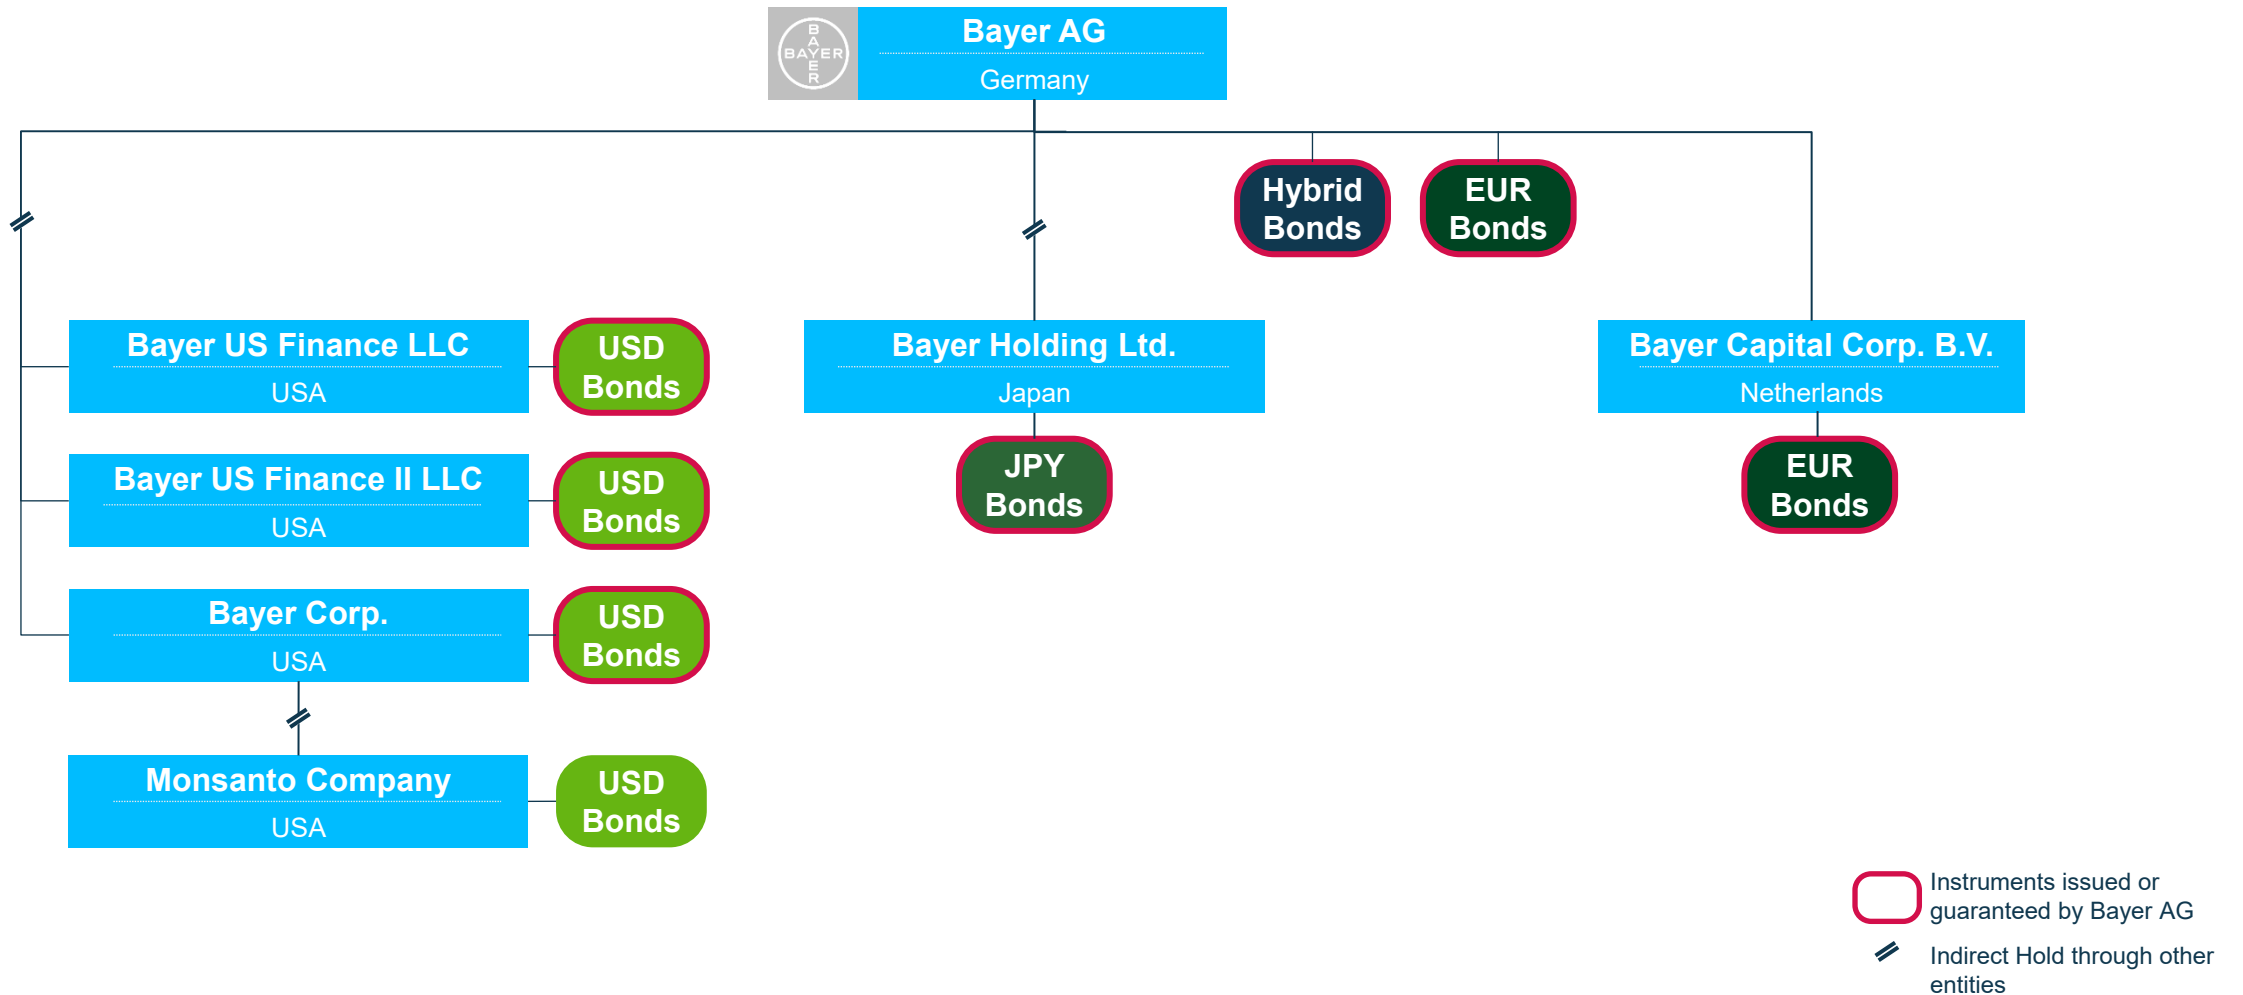 BAYER
BAYER
Bayer AG
Germany
Hybrid
Bonds
EUR
Bonds
Bayer US Finance LLC
USA
USD
Bonds
Bayer Holding Ltd.
Japan
JPY
Bonds
Bayer Capital Corp. B.V.
Netherlands
EUR
Bonds
Bayer US Finance II LLC
USA
USD
Bonds
Bayer Corp.
USA
USD
Bonds
Monsanto Company
USA
USD
Bonds
Instruments issued or
guaranteed by Bayer AG
Indirect Hold through other
entities